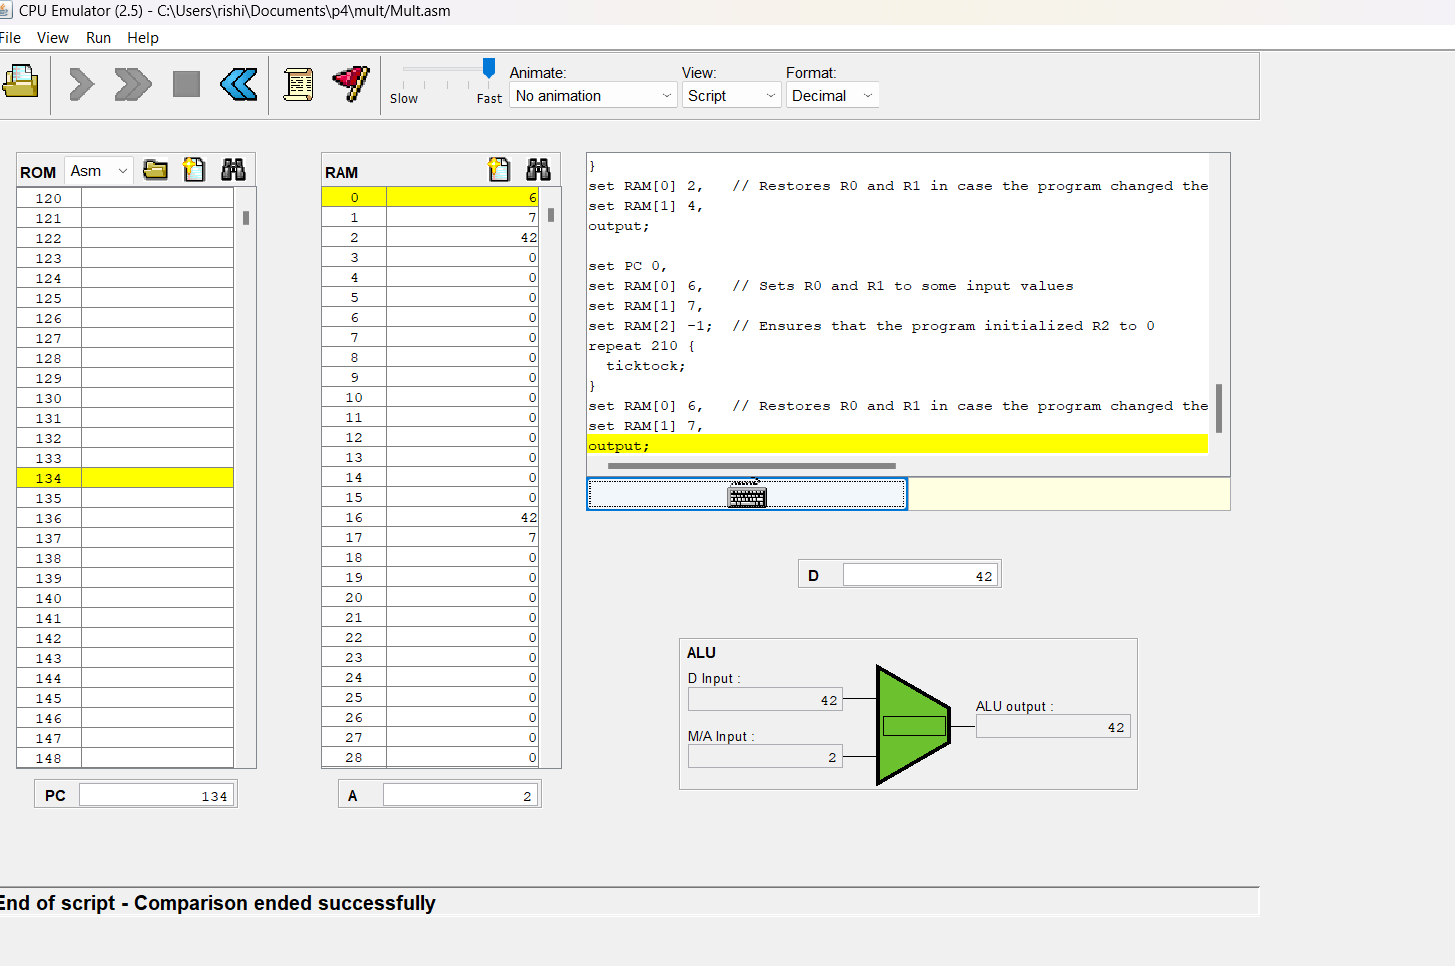 CPU Emulator (2.5) - C:\Users\rishi\Documents\p4\mult/Mult.asm
File View Run Help
Slow Fast
Animate:
No animation
View:
Script
Format:
Decimal
ROM Asm
120
121
122
123
124
125
126
127
128
129
130
131
132
133
134
135
136
137
138
139
140
141
142
143
144
145
146
147
148
PC 134
RAM
0 6
1 7
2 42
3 0
4 0
5 0
6 0
7 0
8 0
9 0
10 0
11 0
12 0
13 0
14 0
15 0
16 42
17 7
18 0
19 0
20 0
21 0
22 0
23 0
24 0
25 0
26 0
27 0
28 0
A 2
}
set RAM[0] 2,   // Restores R0 and R1 in case the program changed the
set RAM[1] 4,
output;
set PC 0,
set RAM[0] 6,   // Sets R0 and R1 to some input values
set RAM[1] 7,
set RAM[2] -1;  // Ensures that the program initialized R2 to 0
repeat 210 {
  ticktock;
}
set RAM[0] 6,   // Restores R0 and R1 in case the program changed the
set RAM[1] 7,
output;
D 42
ALU
D Input :
42
M/A Input :
2
ALU output :
42
End of script - Comparison ended successfully